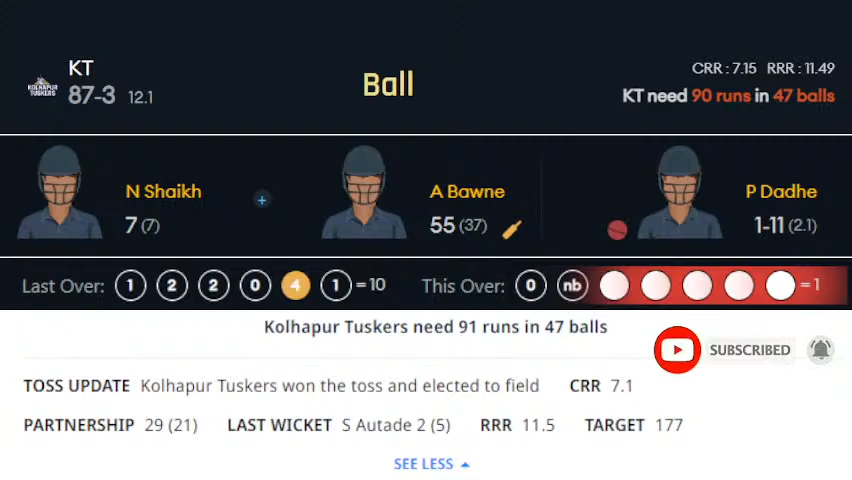 KT
87-3 12.1
KOLHAPUR
TUSKERS
Ball
CRR : 7.15 RRR : 11.49
KT need 90 runs in 47 balls
N Shaikh
7 (7)
+
A Bawne
55 (37)
P Dadhe
1-11 (2.1)
Last Over: 1 2 2 0 4 1 = 10
This Over: 0 nb = 1
Kolhapur Tuskers need 91 runs in 47 balls
SUBSCRIBED
TOSS UPDATE Kolhapur Tuskers won the toss and elected to field CRR 7.1
PARTNERSHIP 29 (21) LAST WICKET S Autade 2 (5) RRR 11.5 TARGET 177
SEE LESS